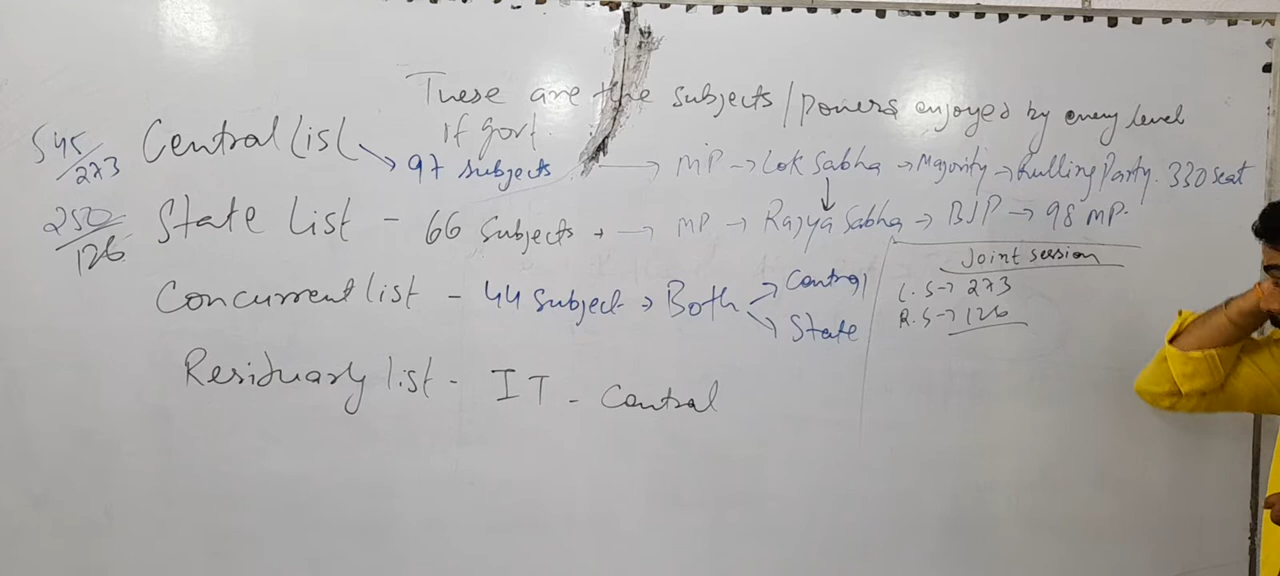 These are the subjects/powers enjoyed by every level
if govt.
545/273 Central list → 97 subjects → MP → Lok Sabha → Majority → Rulling Party. 330 seat
250/126 State list - 66 subjects → MP → Rajya Sabha → BJP → 98 MP.
Concurrent list - 44 Subject → Both → Central
→ State
Joint session
L.S → 273
R.S → 126
Residuary list - IT - Central